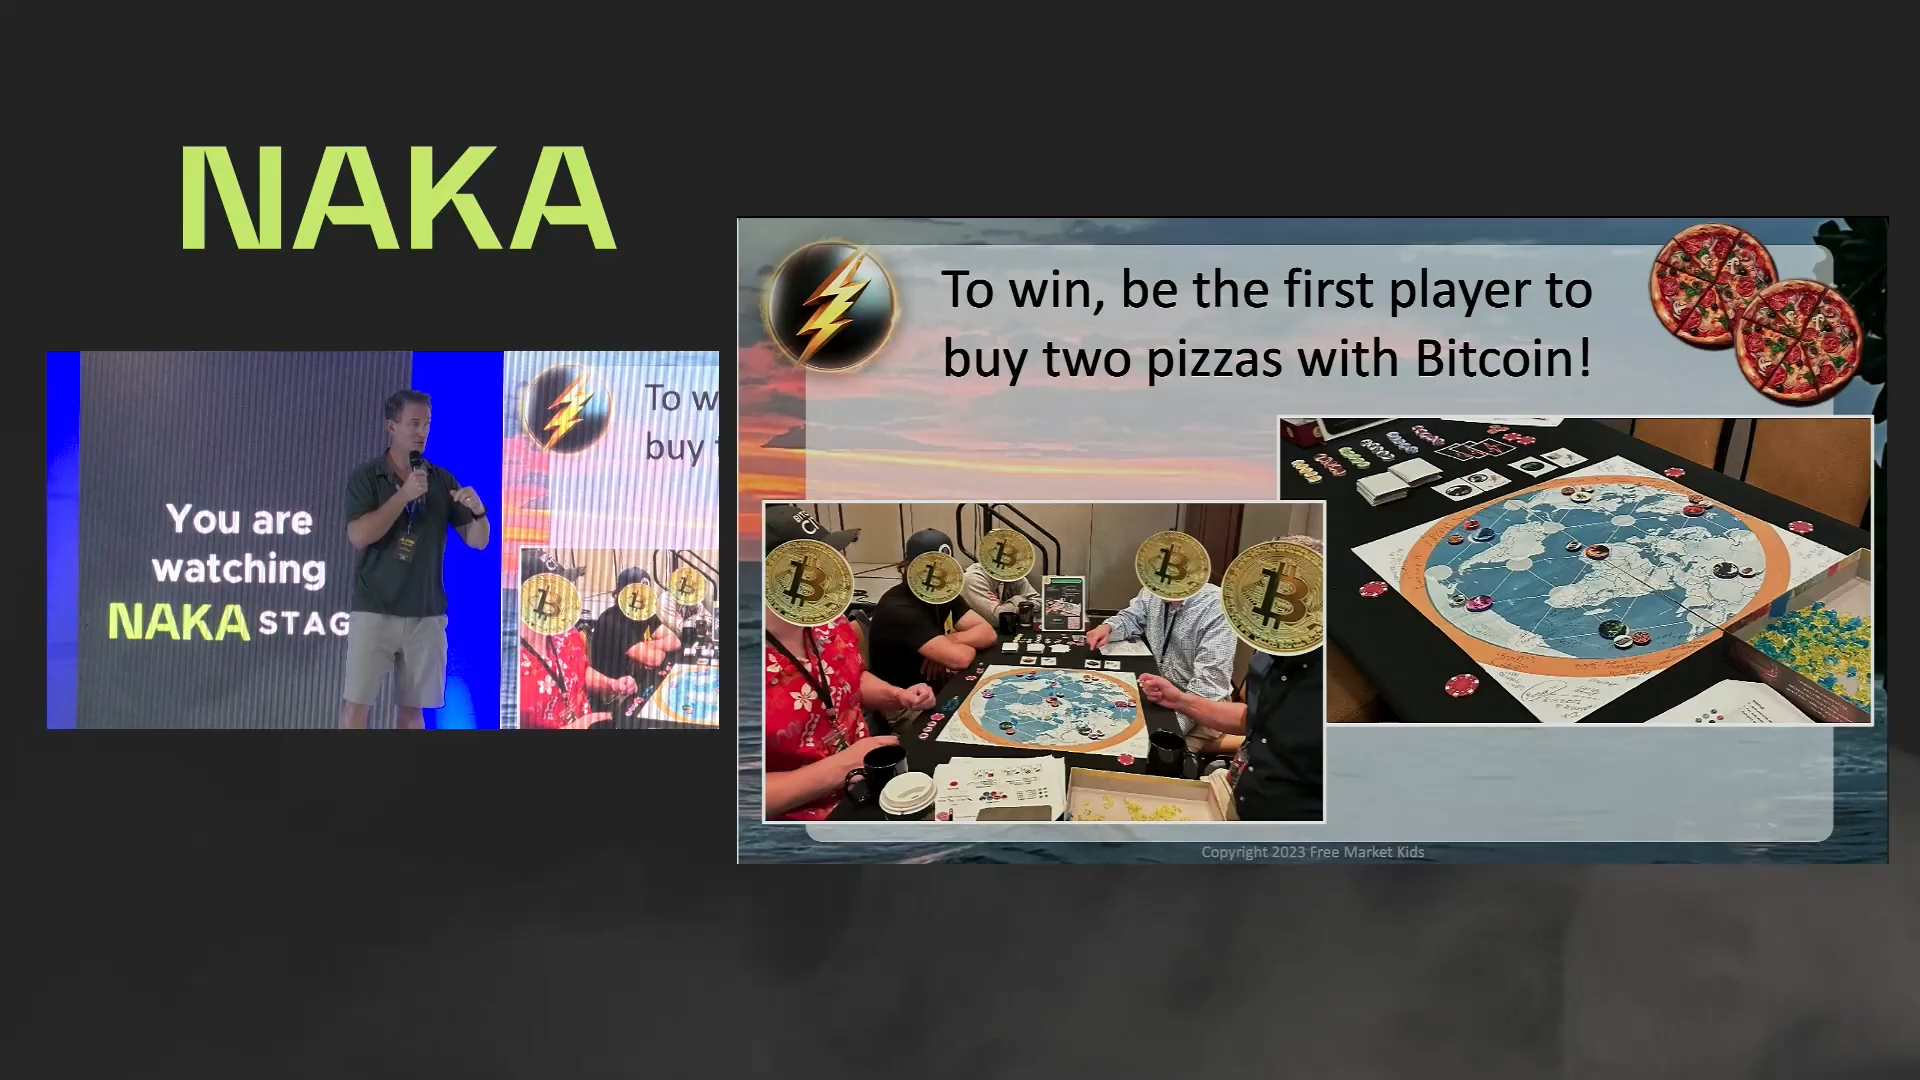 NAKA
You are
watching
NAKA STAG
To w
buy t
To win, be the first player to
buy two pizzas with Bitcoin!
Copyright 2023 Free Market Kids